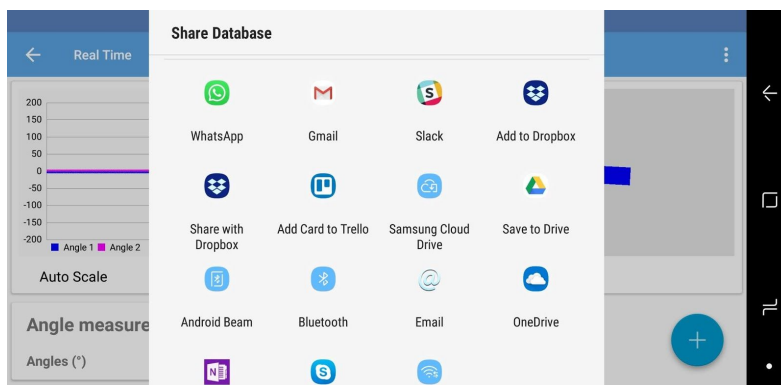 Share Database
Real Time
WhatsApp
Gmail
Slack
Add to Dropbox
Share with
Dropbox
Add Card to Trello
Samsung Cloud
Drive
Save to Drive
Android Beam
Bluetooth
Email
OneDrive
200
150
100
50
0
-50
-100
-150
-200
Angle 1 Angle 2
Auto Scale
Angle measure
Angles (°)